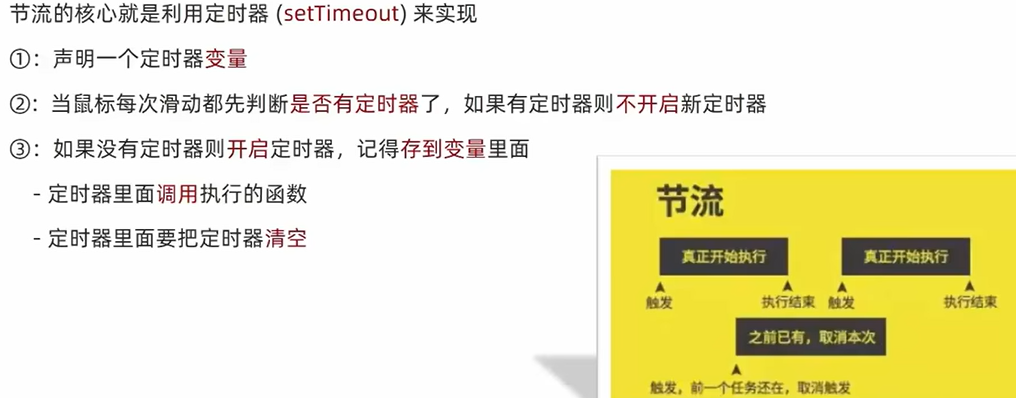 节流的核心就是利用定时器 (setTimeout) 来实现
①：声明一个定时器变量
②：当鼠标每次滑动都先判断是否有定时器了，如果有定时器则不开启新定时器
③：如果没有定时器则开启定时器，记得存到变量里面
- 定时器里面调用执行的函数
- 定时器里面要把定时器清空
节流
真正开始执行 真正开始执行
触发 执行结束 触发 执行结束
之前已有，取消本次
触发，前一个任务还在，取消触发